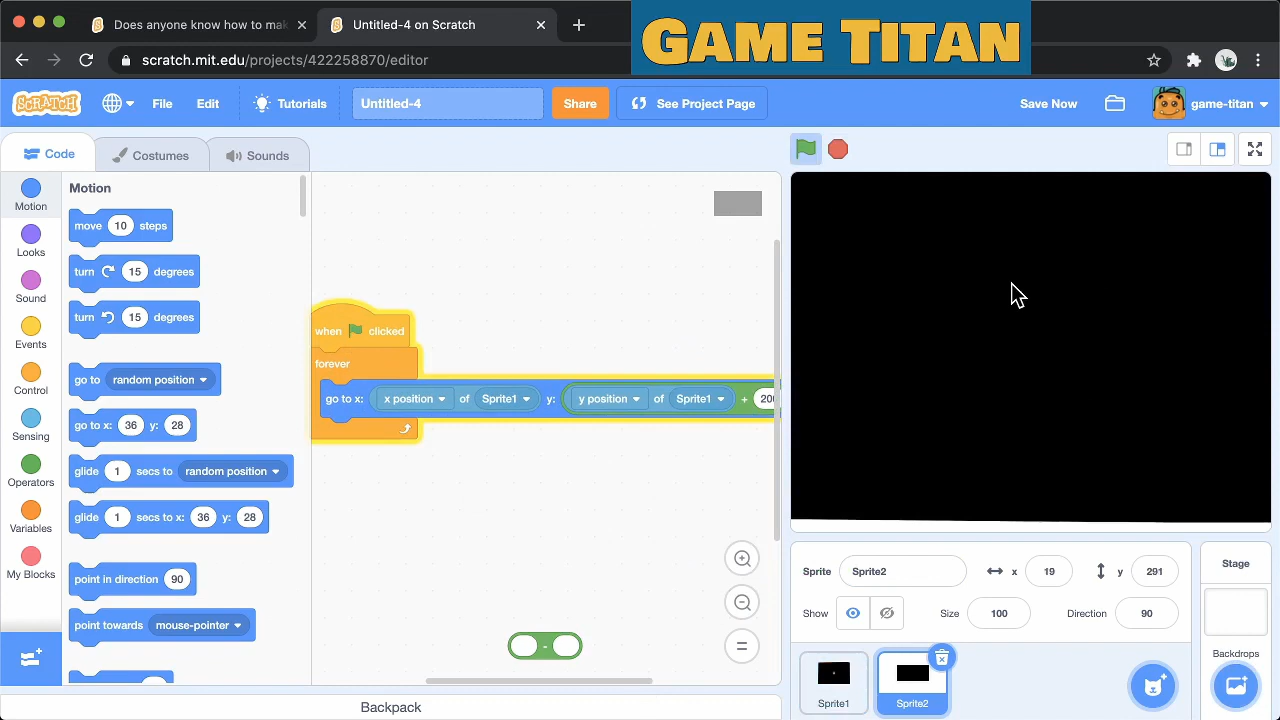 Does anyone know how to mak
Untitled-4 on Scratch
GAME TITAN
scratch.mit.edu/projects/422258870/editor
SCRATCH
File
Edit
Tutorials
Untitled-4
Share
See Project Page
Save Now
game-titan
Code
Costumes
Sounds
Motion
Looks
Sound
Events
Control
Sensing
Operators
Variables
My Blocks
Motion
move 10 steps
turn 15 degrees
turn 15 degrees
go to random position
go to x: 36 y: 28
glide 1 secs to random position
glide 1 secs to x: 36 y: 28
point in direction 90
point towards mouse-pointer
when clicked
forever
go to x: x position of Sprite1 y: y position of Sprite1 + 20
-
=
Backpack
Sprite Sprite2 x 19 y 291
Show Size 100 Direction 90
Sprite1
Sprite2
Stage
Backdrops